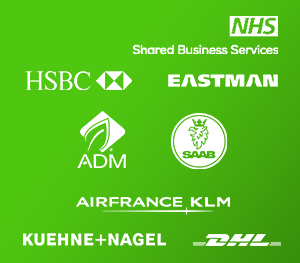 NHS
Shared Business Services
HSBC
EASTMAN
ADM
SAAB
AIRFRANCE KLM
KUEHNE+NAGEL
DHL